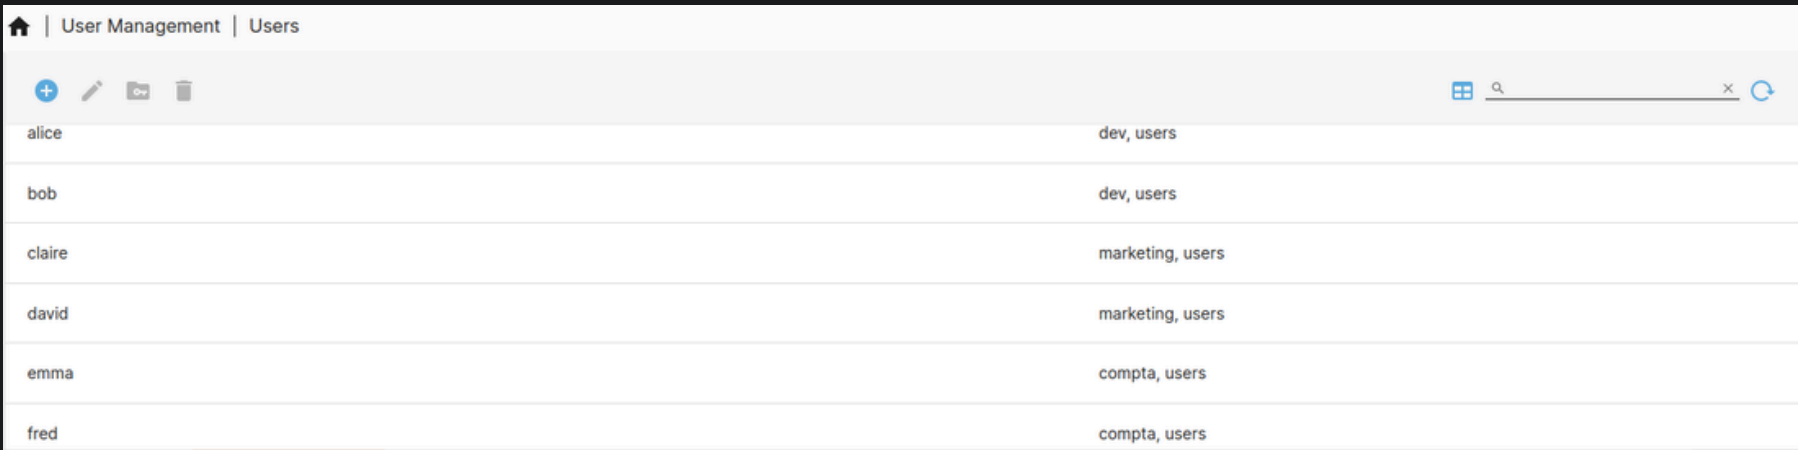 User Management | Users
alice dev, users
bob dev, users
claire marketing, users
david marketing, users
emma compta, users
fred compta, users